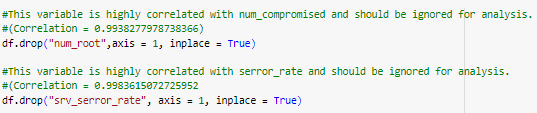 #This variable is highly correlated with num_compromised and should be ignored for analysis.
#(Correlation = 0.9938277978738366)
df.drop("num_root",axis = 1, inplace = True)
#This variable is highly correlated with serror_rate and should be ignored for analysis.
#(Correlation = 0.9983615072725952
df.drop("srv_serror_rate", axis = 1, inplace = True)